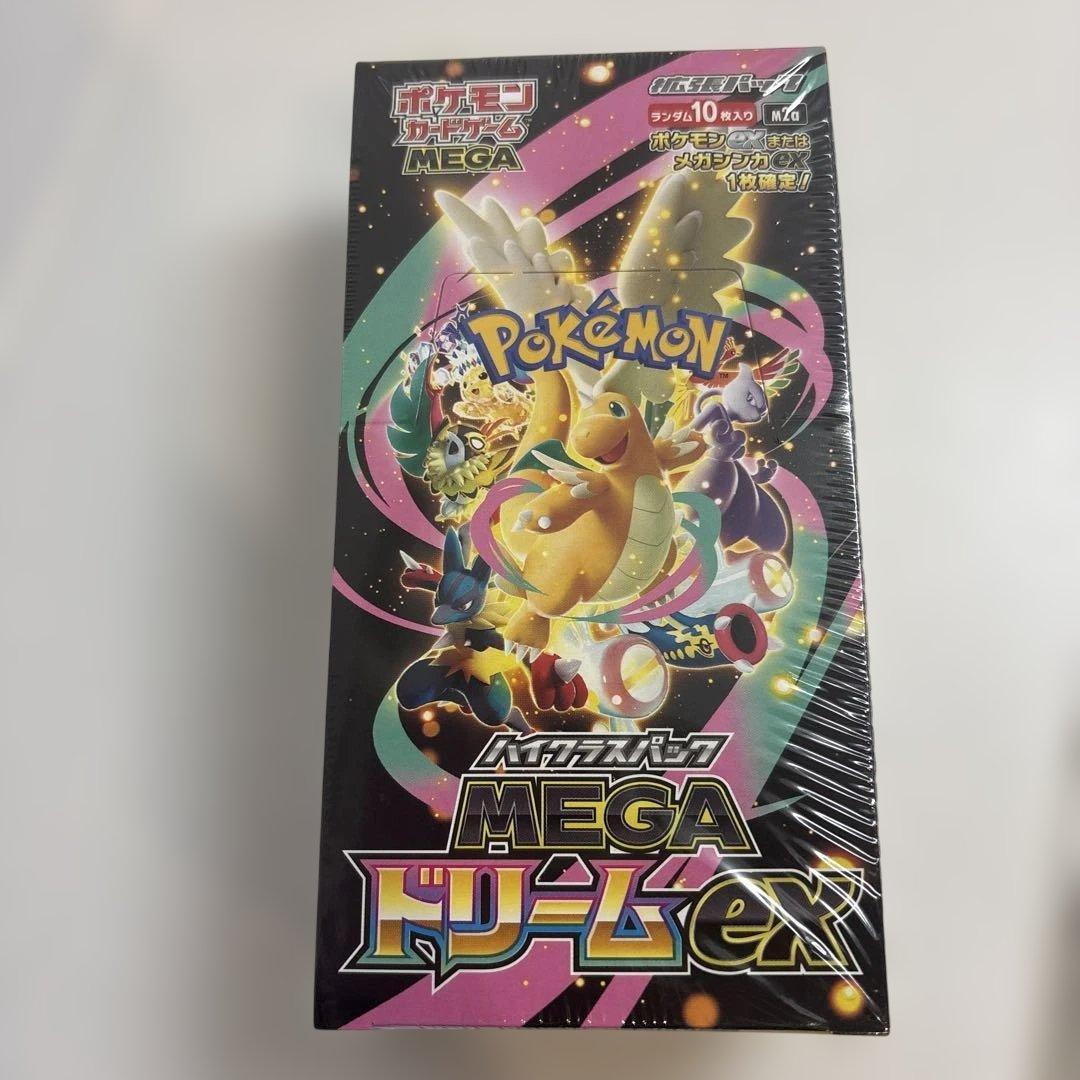 ポケモン
カードゲーム
MEGA
拡張パック
ランダム10枚入り M2a
ポケモンexまたは
メガシンカex
1枚確定!
POKéMON
TM
ハイクラスパック
MEGA
ドリームex